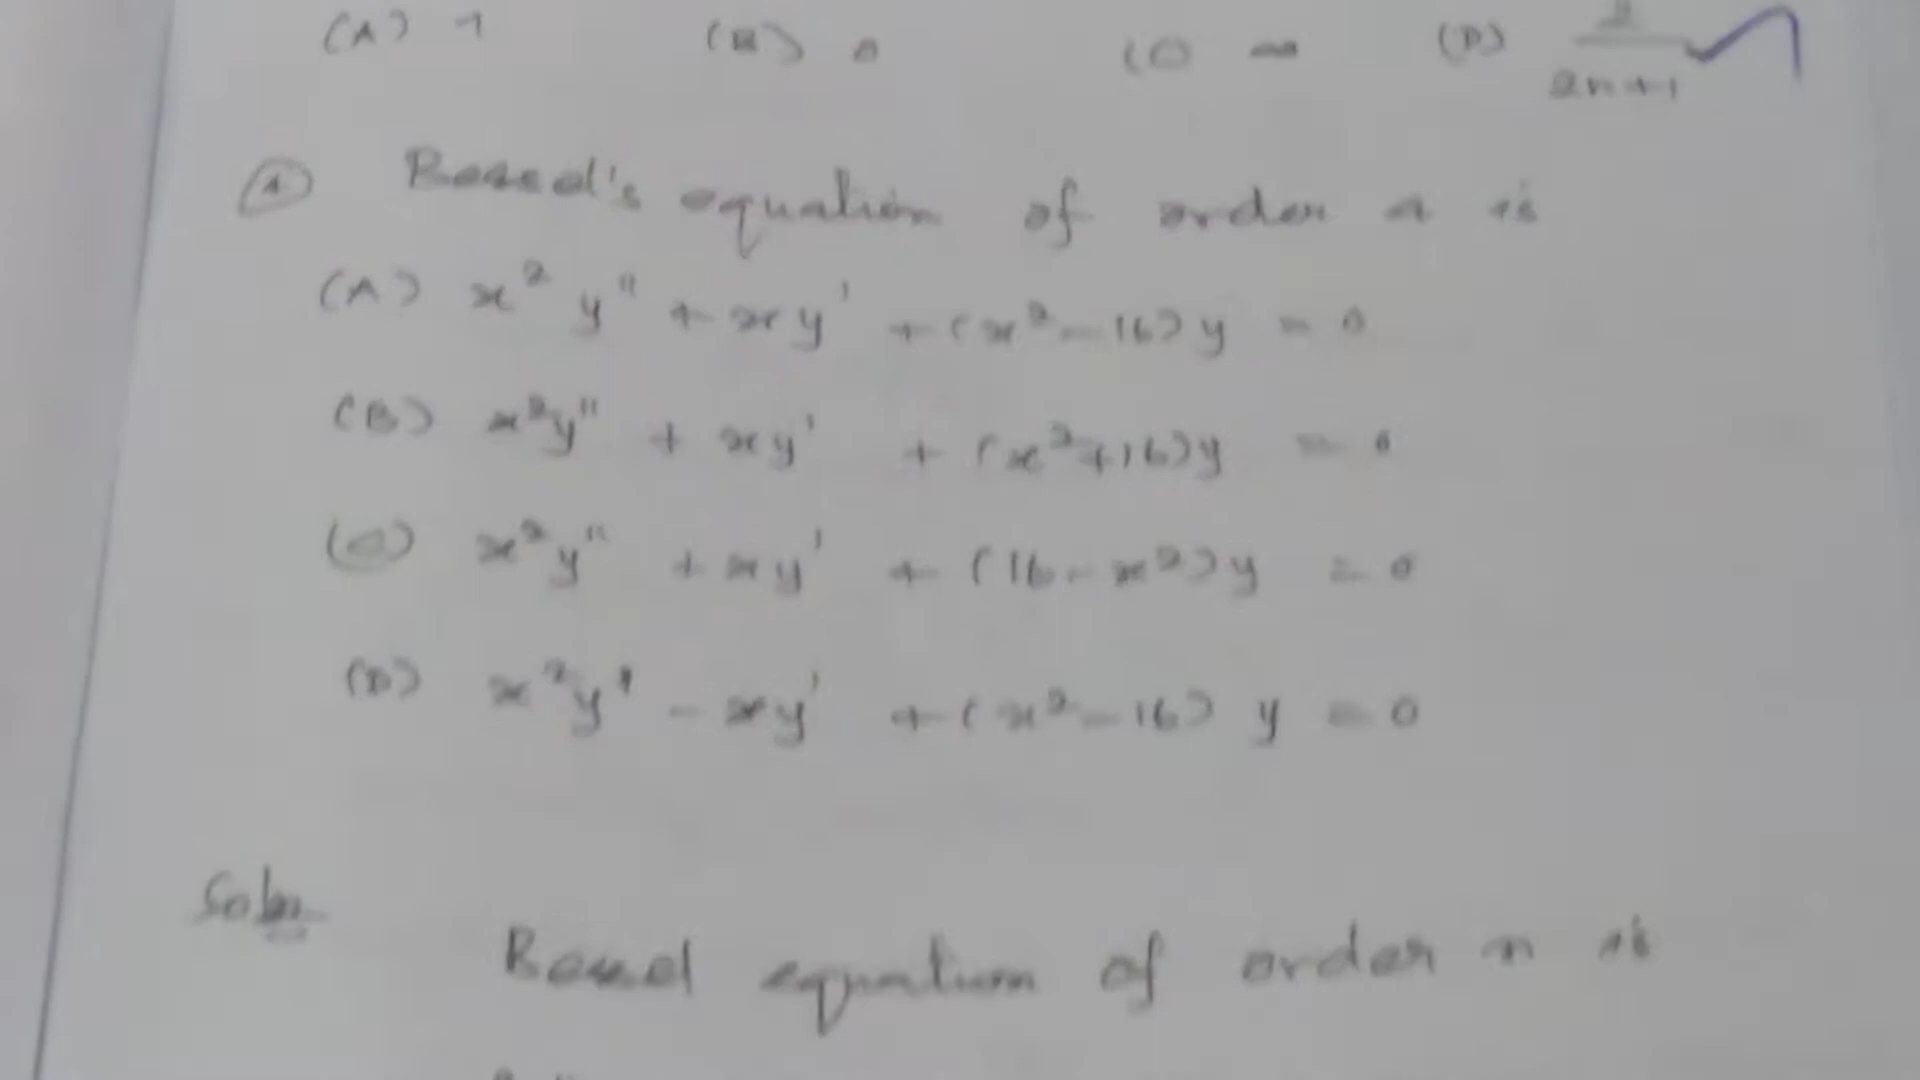 (A) 1 (B) 0 (C) ∞ (D) 2/2n+1
④ Bessel's equation of order 4 is
(A) x² y'' + xy' + (x² - 16) y = 0
(B) x²y'' + xy' + (x²+16)y = 0
(C) x²y'' + xy' + (16 - x²)y = 0
(D) x²y'' - xy' + (x² - 16) y = 0
Soln
Bessel equation of order n is